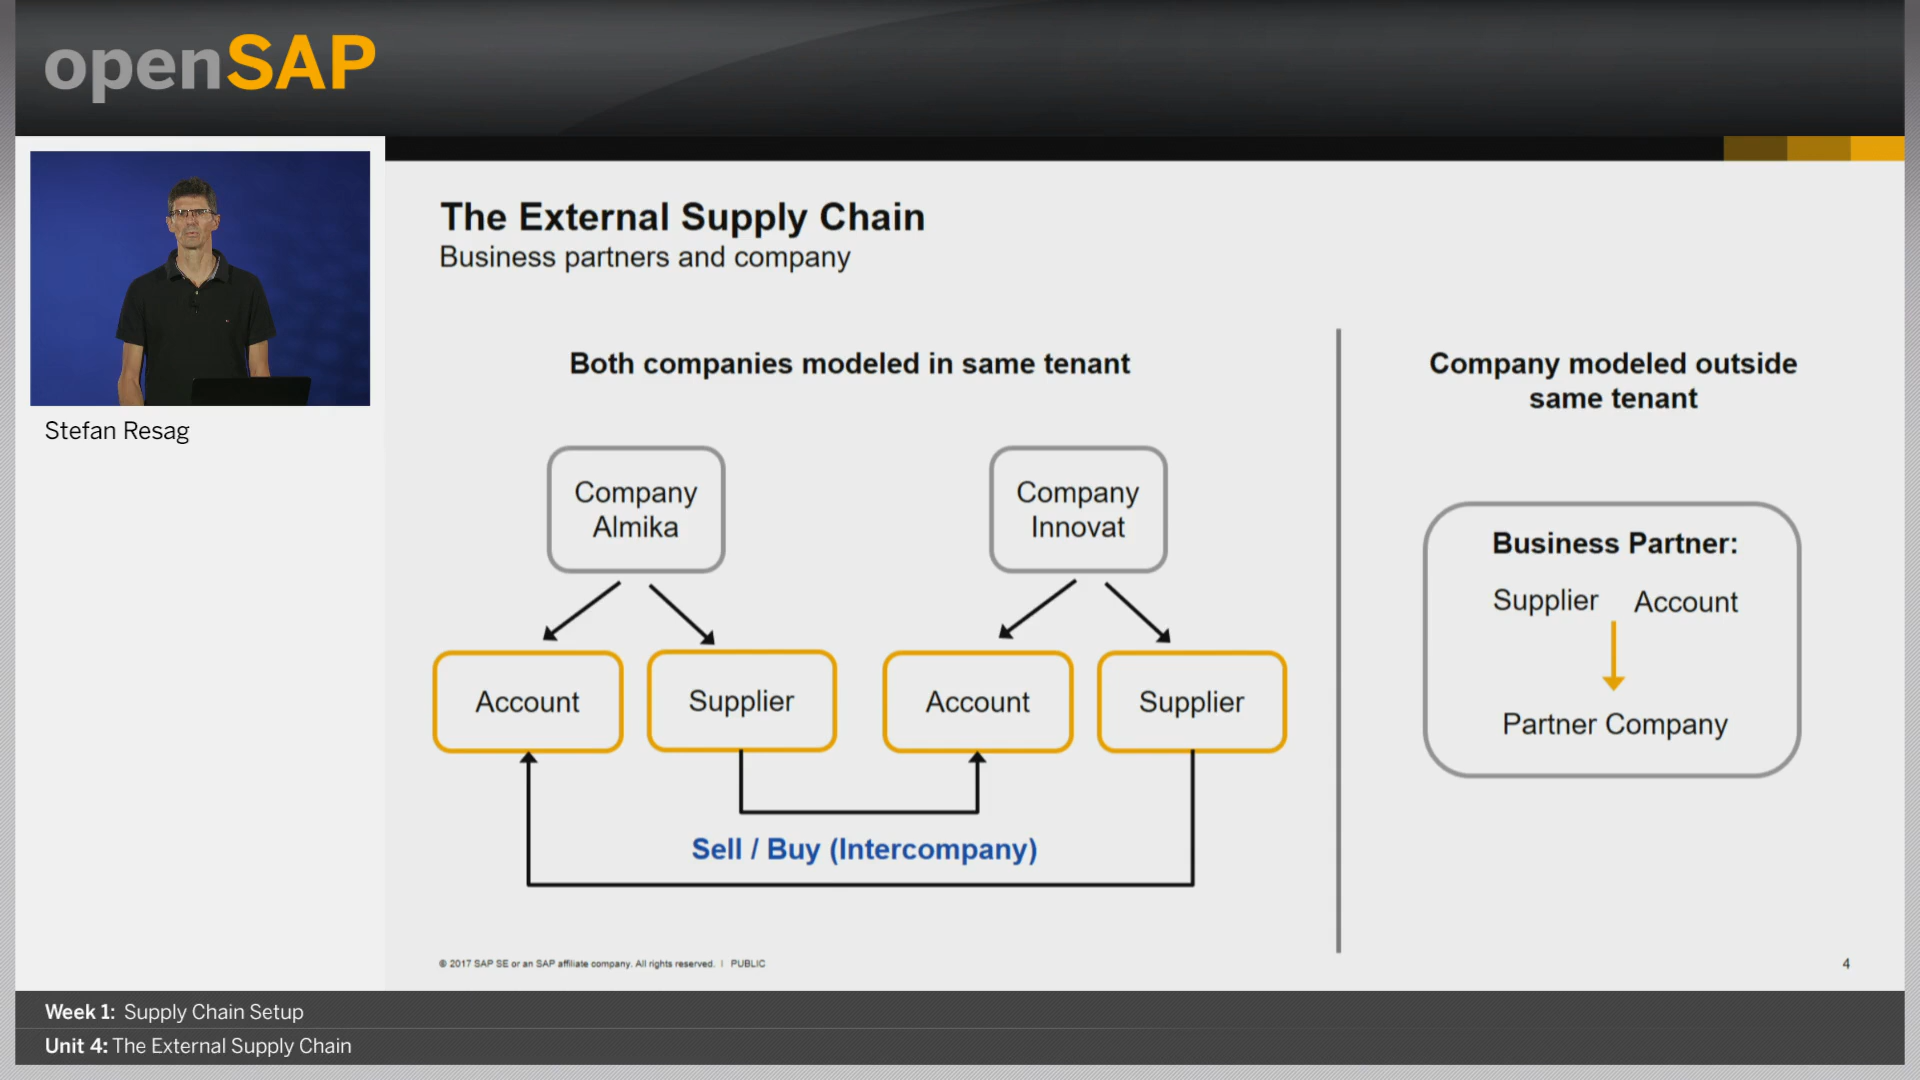 openSAP
Stefan Resag
The External Supply Chain
Business partners and company
Both companies modeled in same tenant
Company
Almika
Company
Innovat
Account
Supplier
Account
Supplier
Sell / Buy (Intercompany)
Company modeled outside
same tenant
Business Partner:
Supplier Account
Partner Company
© 2017 SAP SE or an SAP affiliate company. All rights reserved. | PUBLIC
4
Week 1: Supply Chain Setup
Unit 4: The External Supply Chain